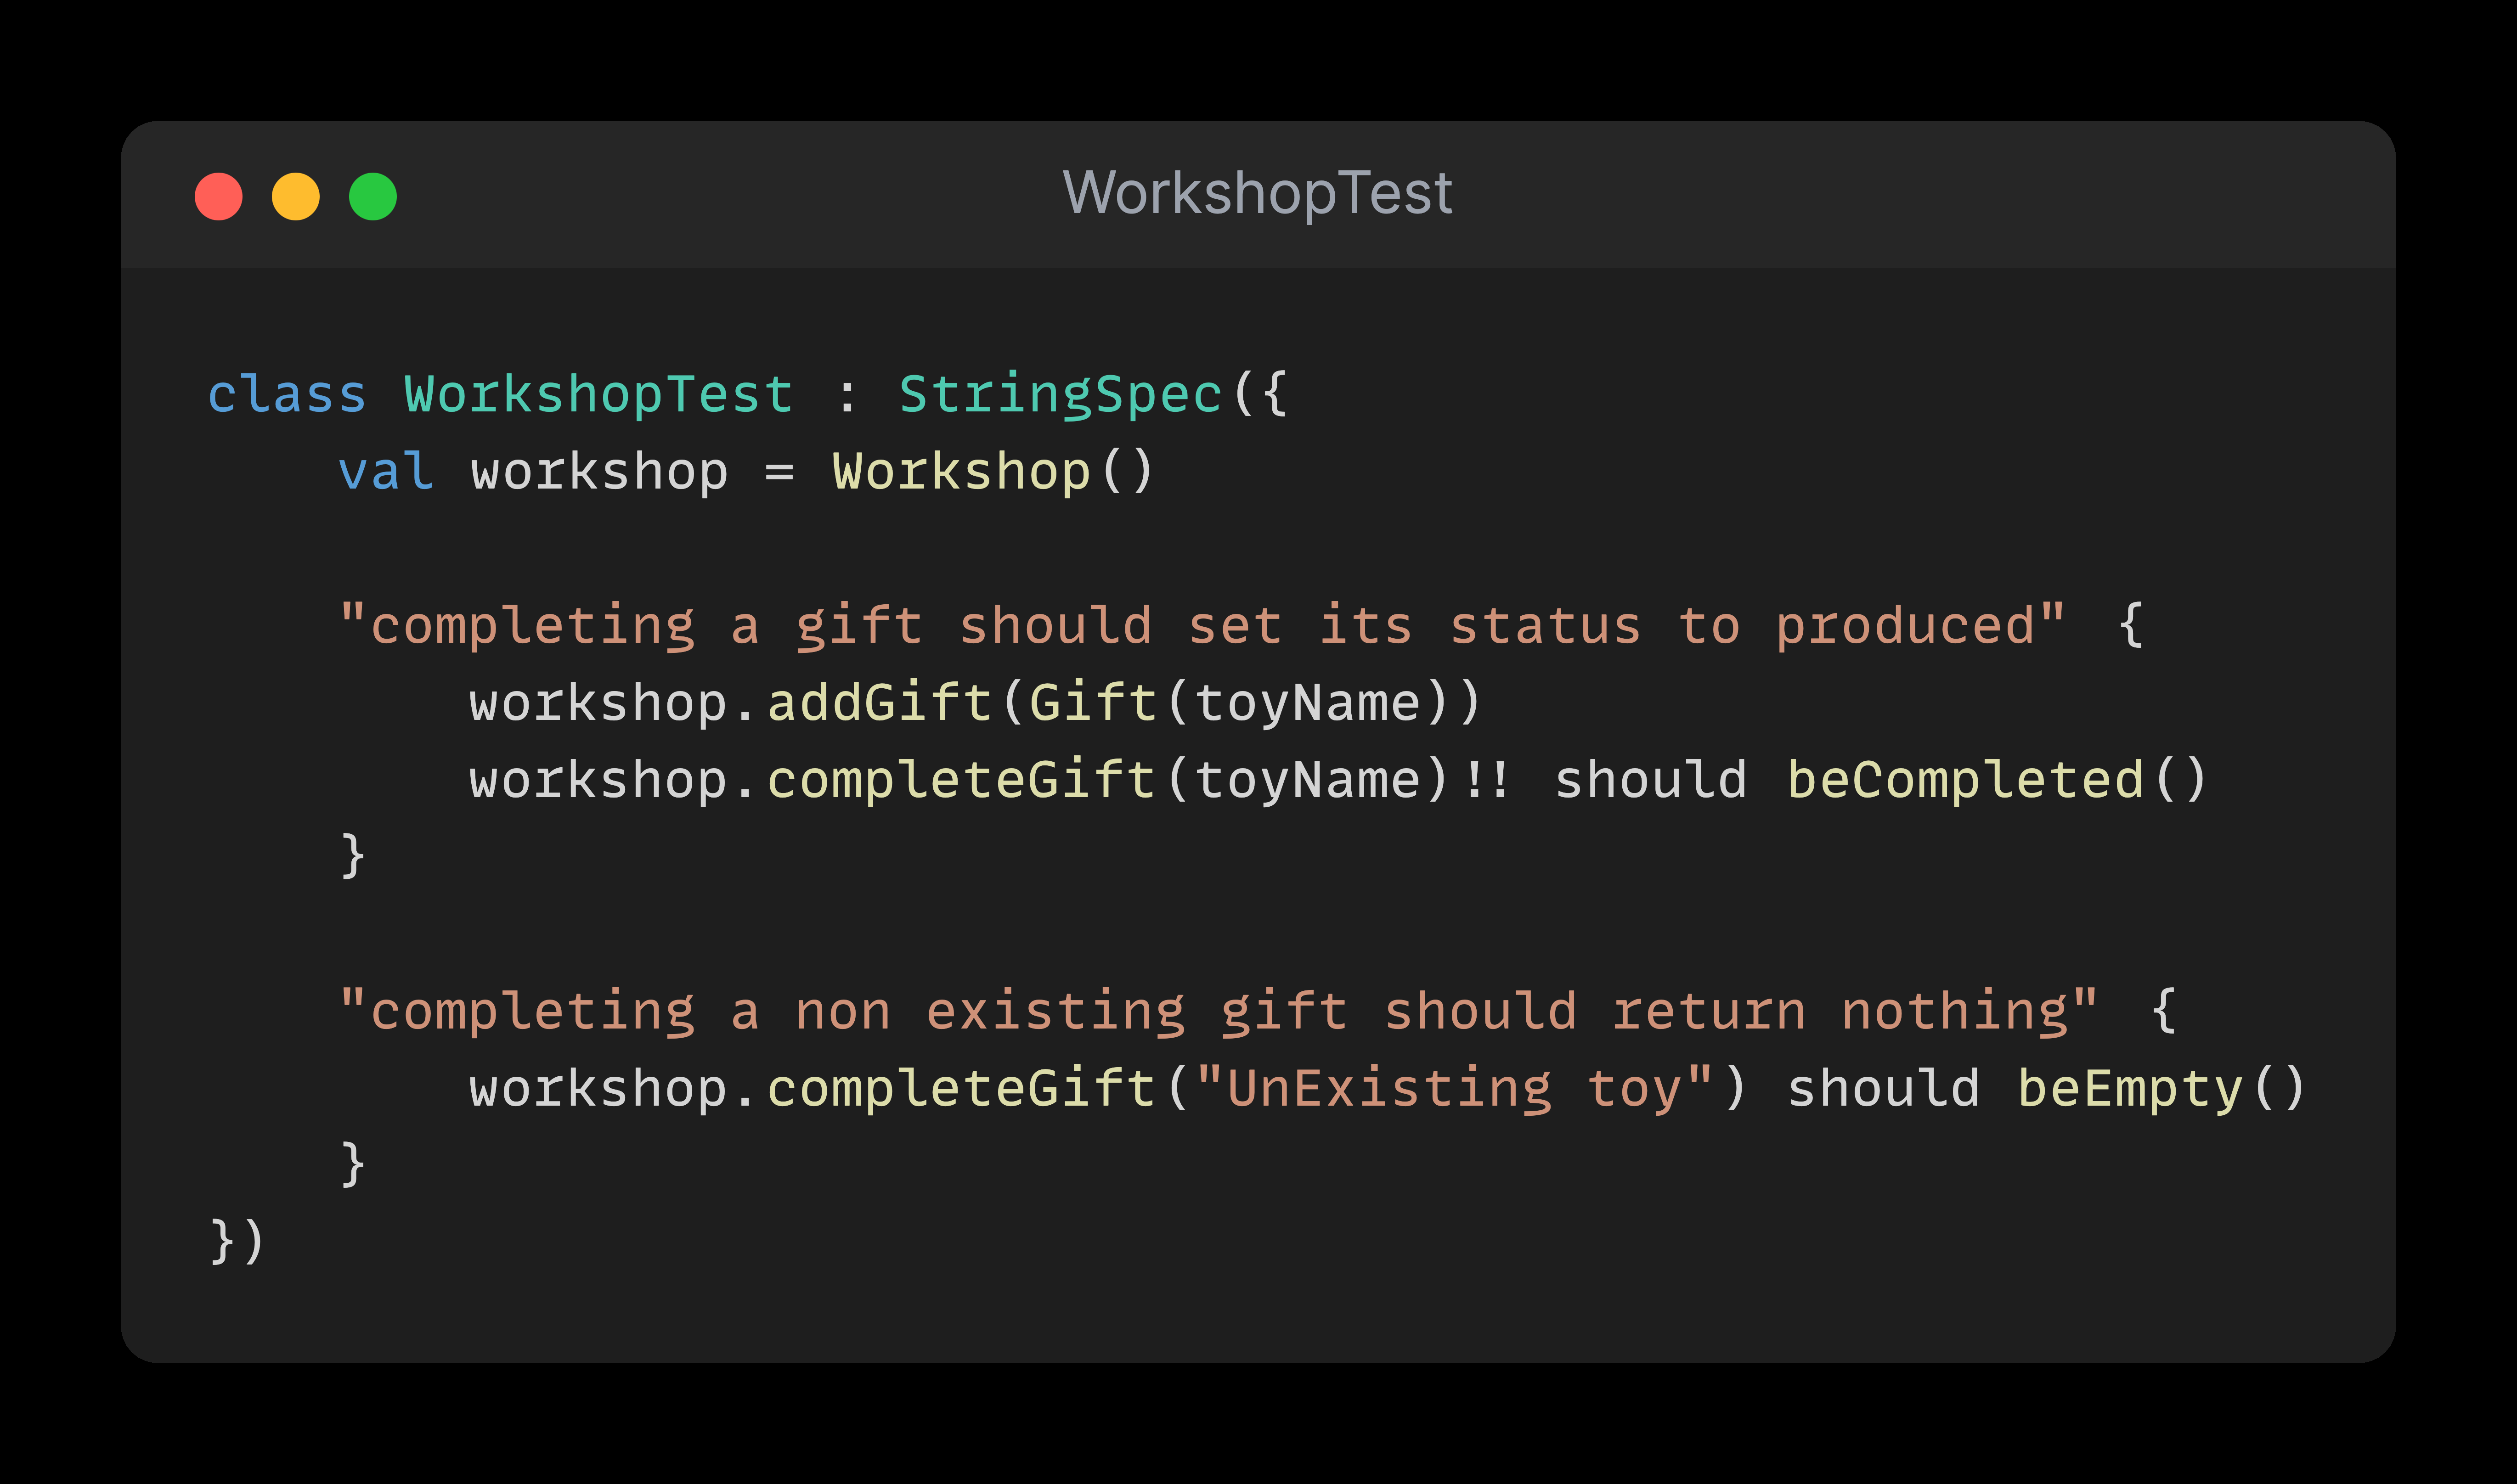 WorkshopTest
class WorkshopTest : StringSpec({
    val workshop = Workshop()
    "completing a gift should set its status to produced" {
        workshop.addGift(Gift(toyName))
        workshop.completeGift(toyName)!! should beCompleted()
    }
    "completing a non existing gift should return nothing" {
        workshop.completeGift("UnExisting toy") should beEmpty()
    }
})